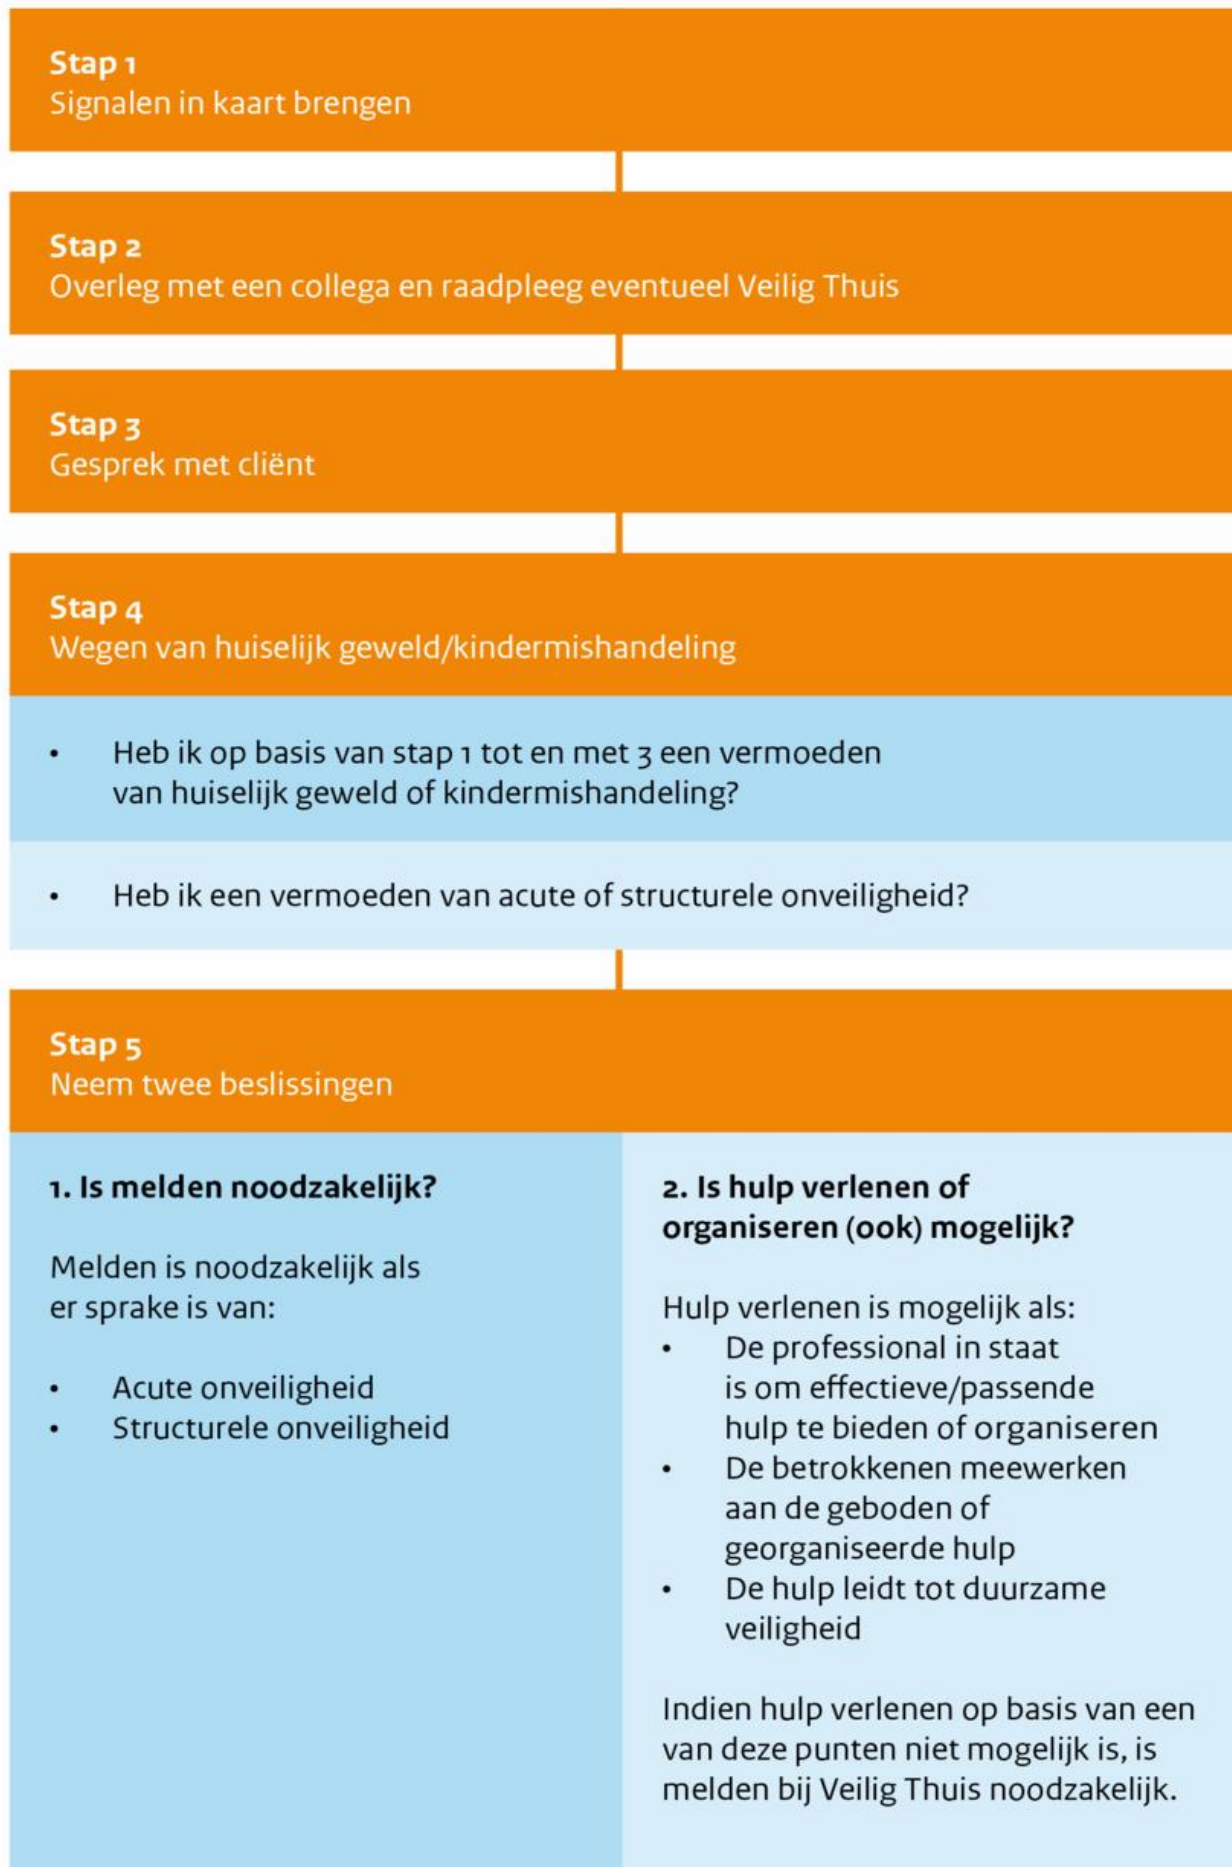 Stap 1
Signalen in kaart brengen
Stap 2
Overleg met een collega en raadpleeg eventueel Veilig Thuis
Stap 3
Gesprek met cliënt
Stap 4
Wegen van huiselijk geweld/kindermishandeling
• Heb ik op basis van stap 1 tot en met 3 een vermoeden
van huiselijk geweld of kindermishandeling?
• Heb ik een vermoeden van acute of structurele onveiligheid?
Stap 5
Neem twee beslissingen
1. Is melden noodzakelijk?
Melden is noodzakelijk als
er sprake is van:
• Acute onveiligheid
• Structurele onveiligheid
2. Is hulp verlenen of
organiseren (ook) mogelijk?
Hulp verlenen is mogelijk als:
• De professional in staat
is om effectieve/passende
hulp te bieden of organiseren
• De betrokkenen meewerken
aan de geboden of
georganiseerde hulp
• De hulp leidt tot duurzame
veiligheid
Indien hulp verlenen op basis van een
van deze punten niet mogelijk is, is
melden bij Veilig Thuis noodzakelijk.